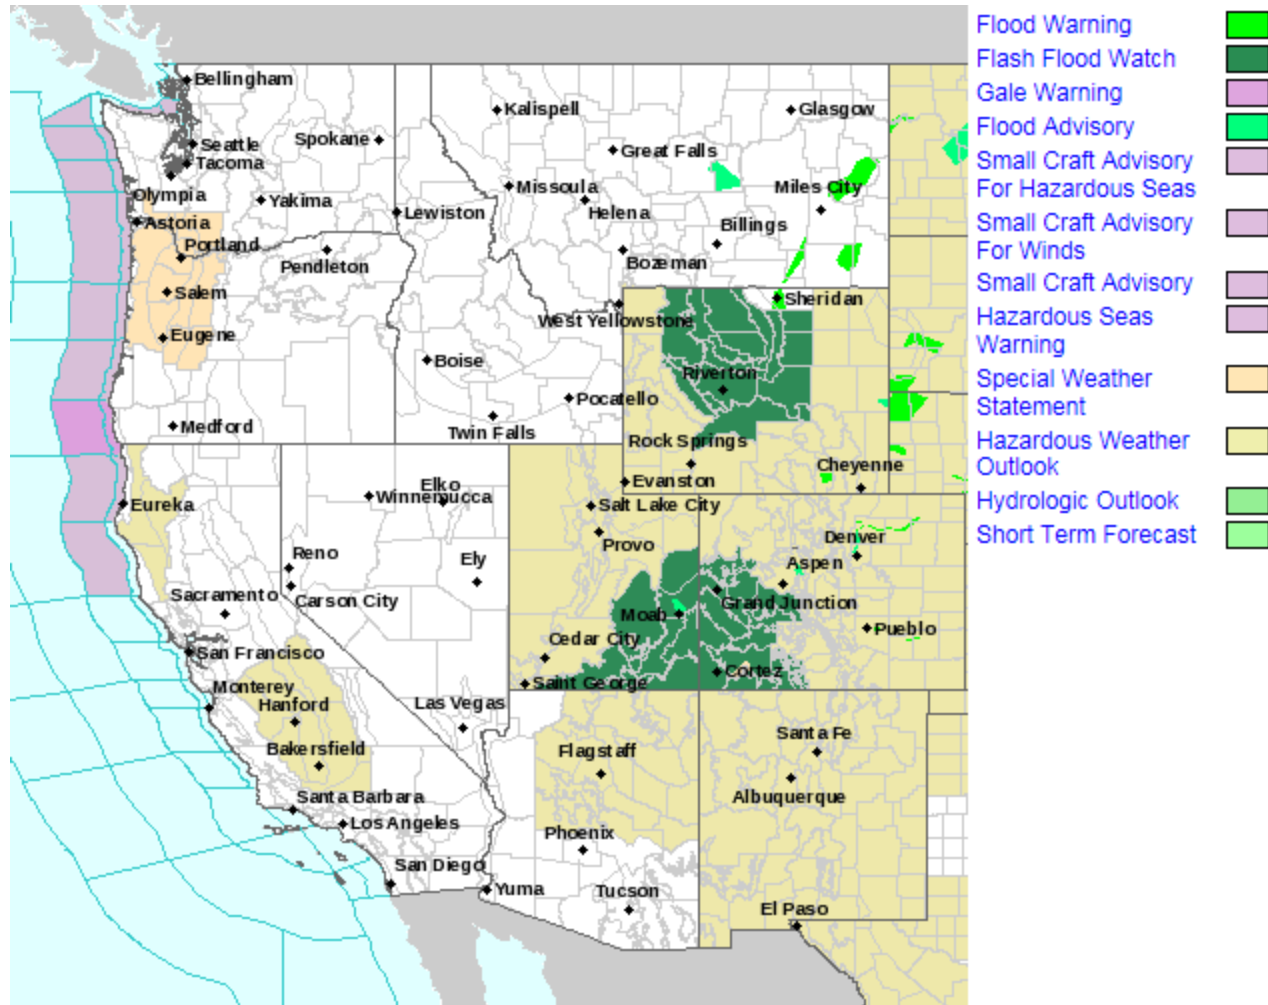 Bellingham
Seattle
Tacoma
Olympia
Spokane
Yakima
Astoria
Portland
Pendleton
Lewiston
Salem
Eugene
Medford
Kalispell
Glasgow
Great Falls
Missoula
Helena
Miles City
Billings
Bozeman
West Yellowstone
Sheridan
Boise
Pocatello
Twin Falls
Riverton
Rock Springs
Cheyenne
Evanston
Eureka
Elko
Winnemucca
Salt Lake City
Provo
Denver
Aspen
Reno
Ely
Carson City
Sacramento
Grand Junction
Moab
Pueblo
Cedar City
San Francisco
Cortez
Saint George
Monterey
Hanford
Las Vegas
Bakersfield
Flagstaff
Santa Fe
Albuquerque
Santa Barbara
Los Angeles
Phoenix
San Diego
Yuma
Tucson
El Paso
Flood Warning
Flash Flood Watch
Gale Warning
Flood Advisory
Small Craft Advisory
For Hazardous Seas
Small Craft Advisory
For Winds
Small Craft Advisory
Hazardous Seas
Warning
Special Weather
Statement
Hazardous Weather
Outlook
Hydrologic Outlook
Short Term Forecast